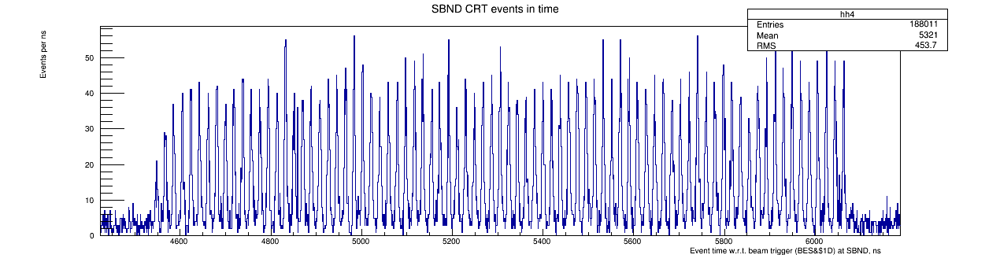 SBND CRT events in time
hh4
Entries 188011
Mean 5321
RMS 453.7
Events per ns
50
40
30
20
10
0
4600 4800 5000 5200 5400 5600 5800 6000
Event time w.r.t. beam trigger (BES&$1D) at SBND, ns